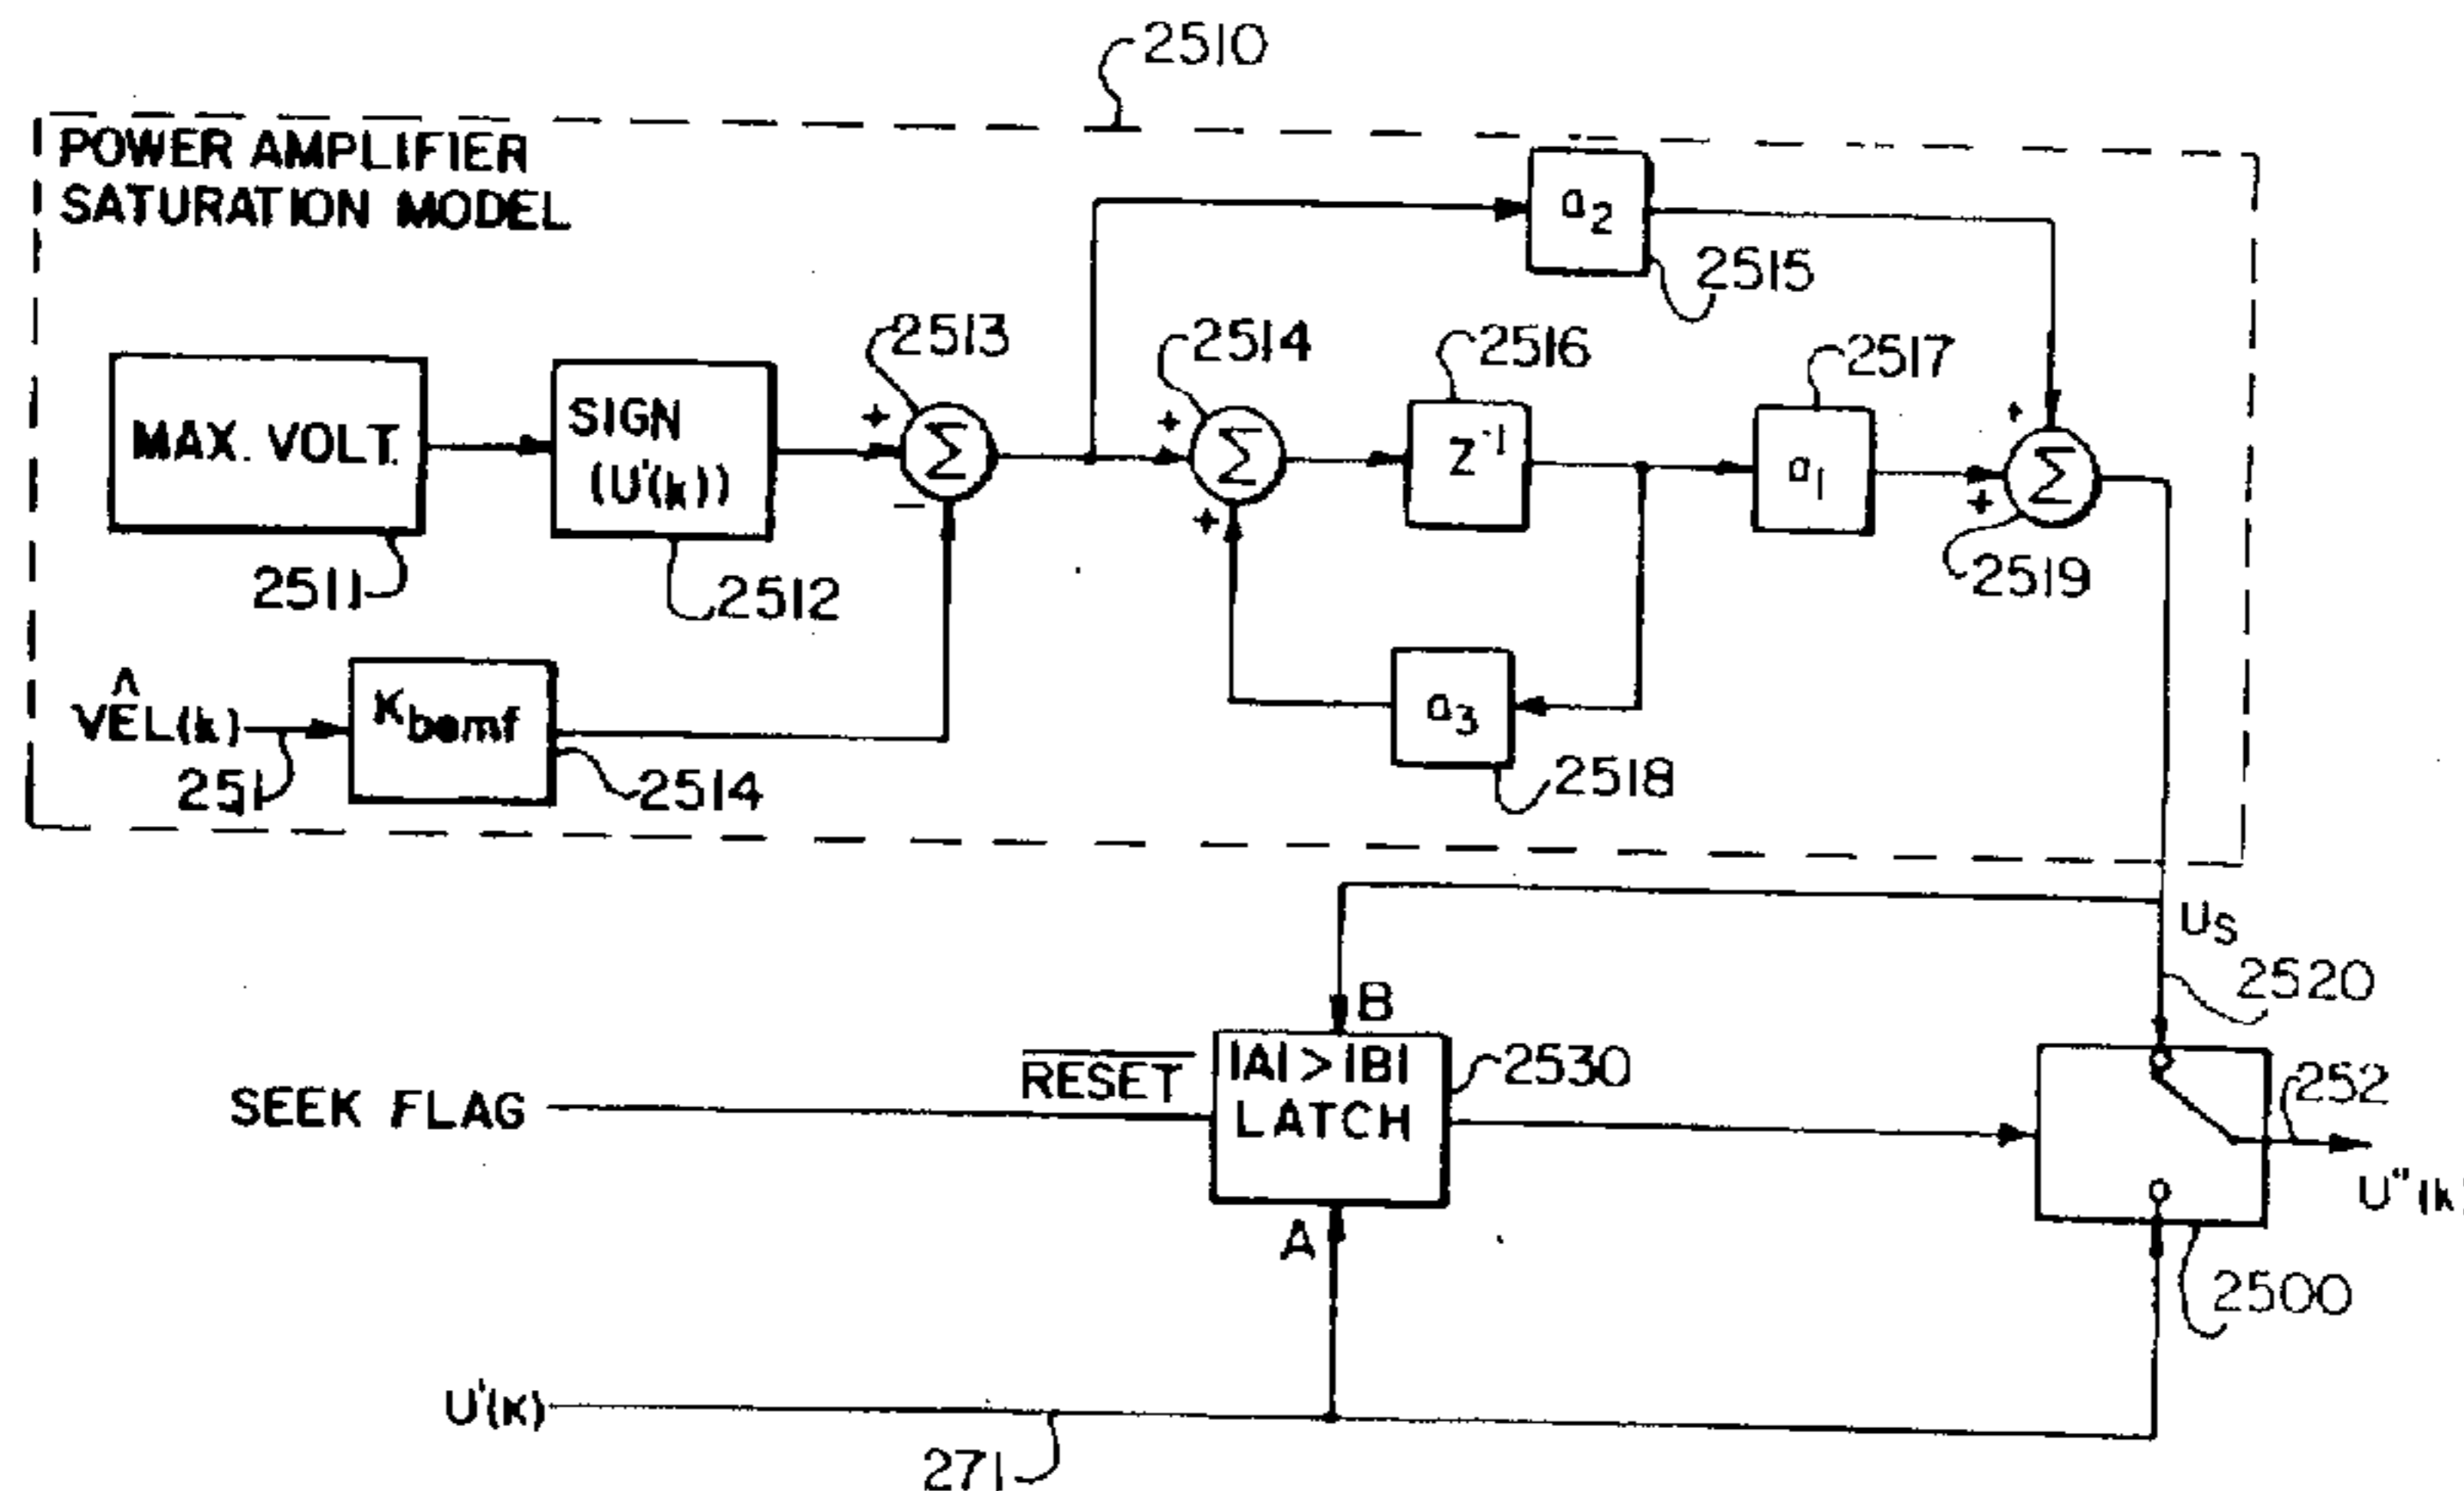 2510
POWER AMPLIFIER
SATURATION MODEL
a2
2515
2513
2514
2516
2517
MAX. VOLT.
SIGN
(U'(k))
+
Σ
−
+
Σ
+
Z-1
a1
+
Σ
+
2511
2512
2519
VÊL(k)
Kbemf
a3
251
2514
2518
US
2520
B
RESET
|A| > |B|
LATCH
2530
SEEK FLAG
252
U"(k)
A
2500
U'(K)
271